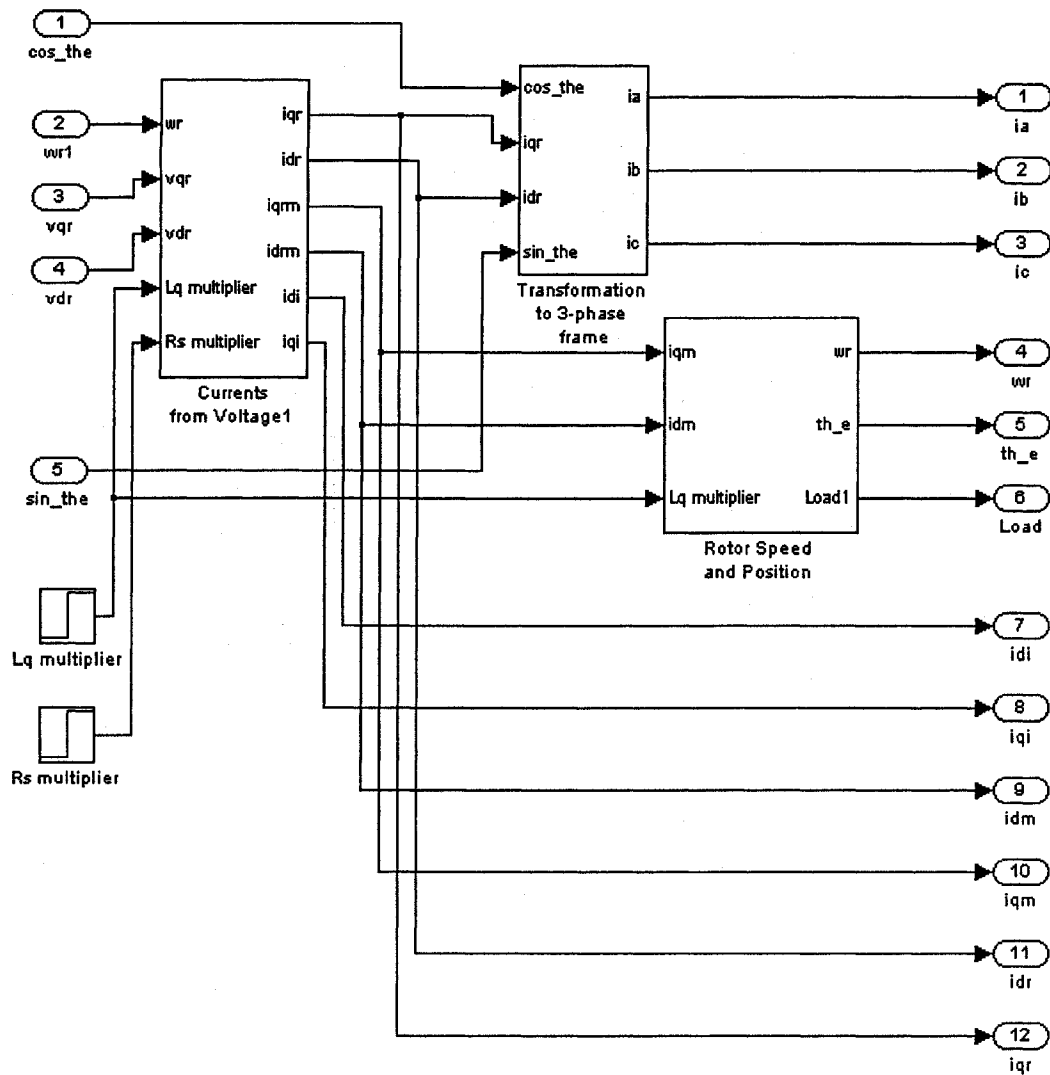 1
cos_the
2
wr1
3
vqr
4
vdr
wr
vqr
vdr
Lq multiplier
Rs multiplier
iqr
idr
iqrm
idrm
idi
iqi
Currents
from Voltage1
cos_the
iqr
idr
sin_the
ia
ib
ic
Transformation
to 3-phase
frame
1
ia
2
ib
3
ic
iqm
idm
Lq multiplier
wr
th_e
Load1
Rotor Speed
and Position
4
wr
5
th_e
6
Load
5
sin_the
Lq multiplier
Rs multiplier
7
idi
8
iqi
9
idm
10
iqm
11
idr
12
iqr